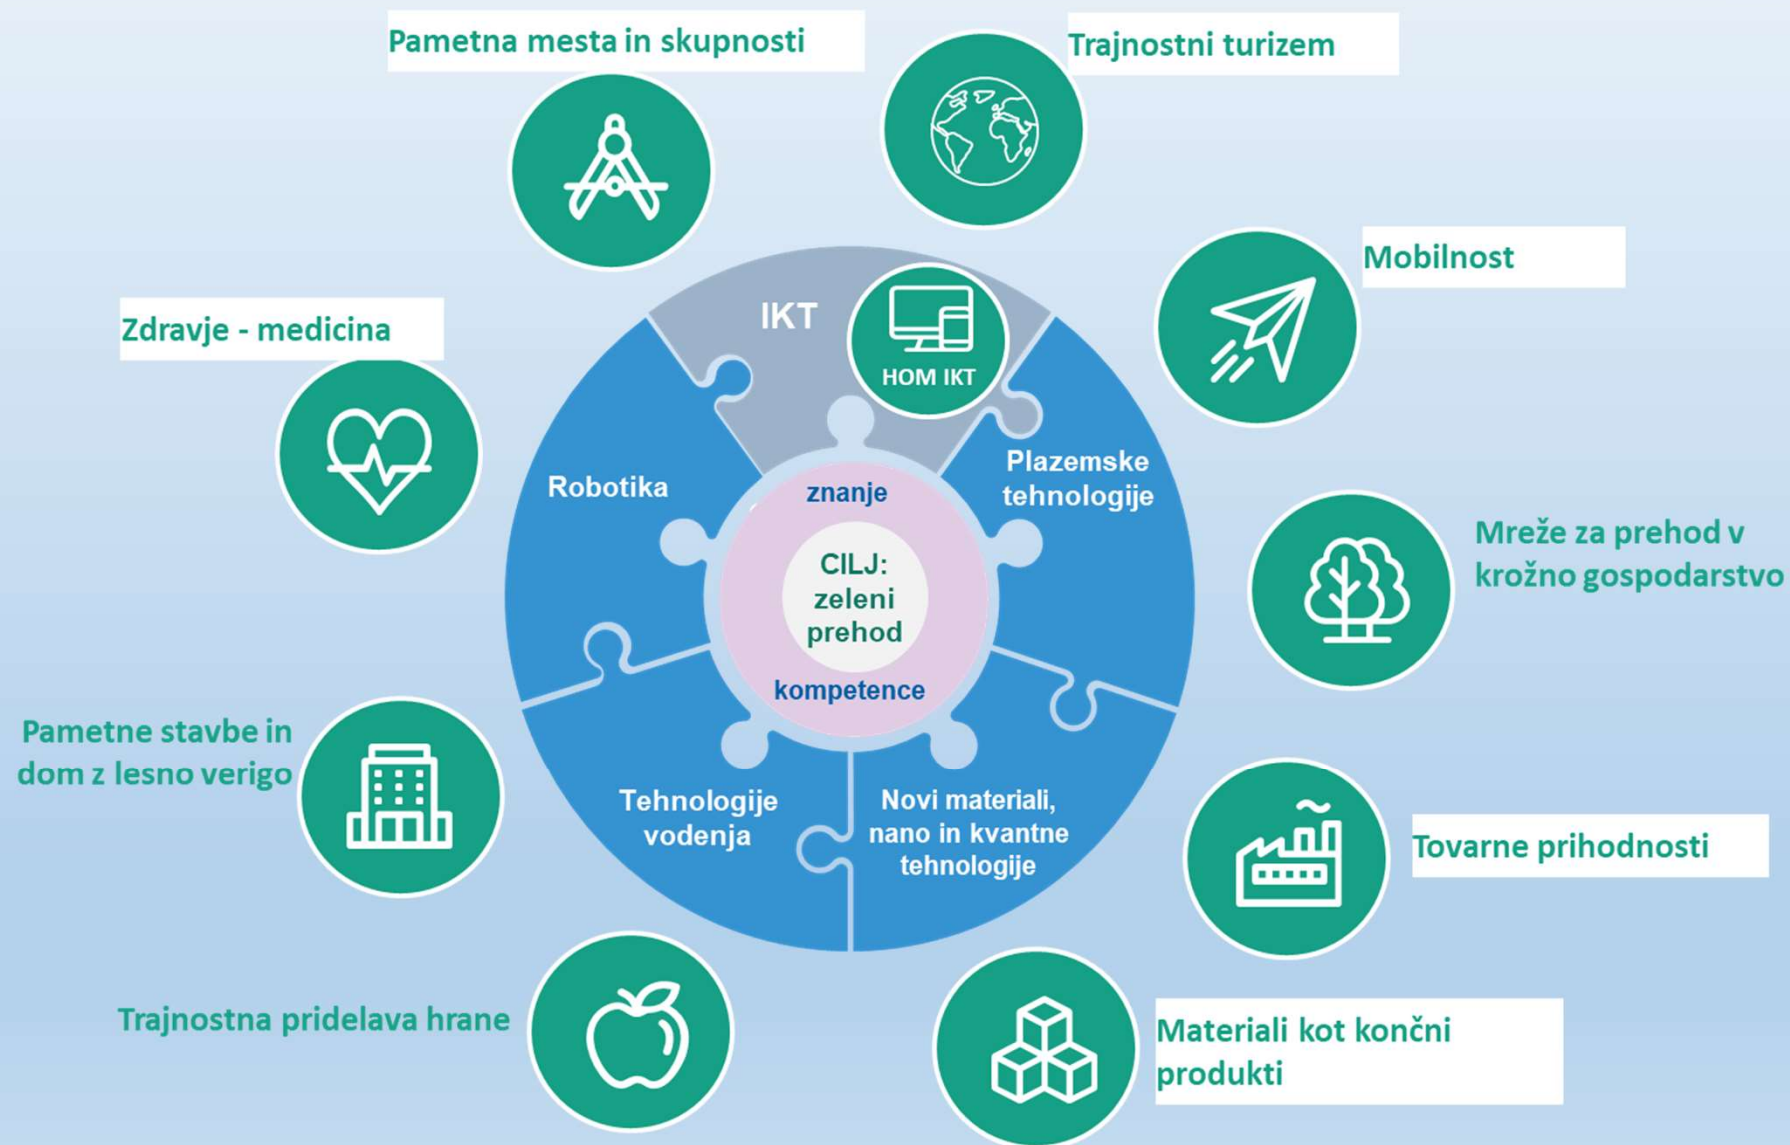 Pametna mesta in skupnosti
Trajnostni turizem
Mobilnost
Zdravje - medicina
IKT
HOM IKT
Plazemske
tehnologije
Robotika
znanje
CILJ:
zeleni
prehod
kompetence
Mreže za prehod v
krožno gospodarstvo
Pametne stavbe in
dom z lesno verigo
Tehnologije
vodenja
Novi materiali,
nano in kvantne
tehnologije
Tovarne prihodnosti
Trajnostna pridelava hrane
Materiali kot končni
produkti